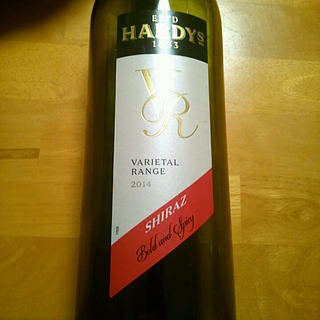 ESTD
HARDYS
1853
VR
VARIETAL
RANGE
2014
SHIRAZ
Bold and Spicy